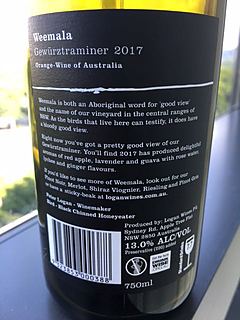 Weemala
Gewürztraminer 2017
Orange-Wine of Australia
Weemala is both an Aboriginal word for 'good view'
and the name of our vineyard in the central ranges of
NSW. As the birds that live here can testify, it does have
a bloody good view.
Right now you've got a pretty good view of our
Gewürztraminer. You'll find 2017 has produced delightful
aromas of red apple, lavender and guava with rose water,
lychee and ginger flavours.
If you'd like to see more of Weemala, look out for our
Pinot Noir, Merlot, Shiraz Viognier, Riesling and Pinot Gris
or have a sticky-beak at loganwines.com.au.
Peter Logan - Winemaker
Bird - Black Chinned Honeyeater
Produced by: Logan Wines Pty
Sydney Rd, Apple Tree Flat
NSW 2850 Australia
13.0% ALC/VOL
Preservative (220) added
750ml